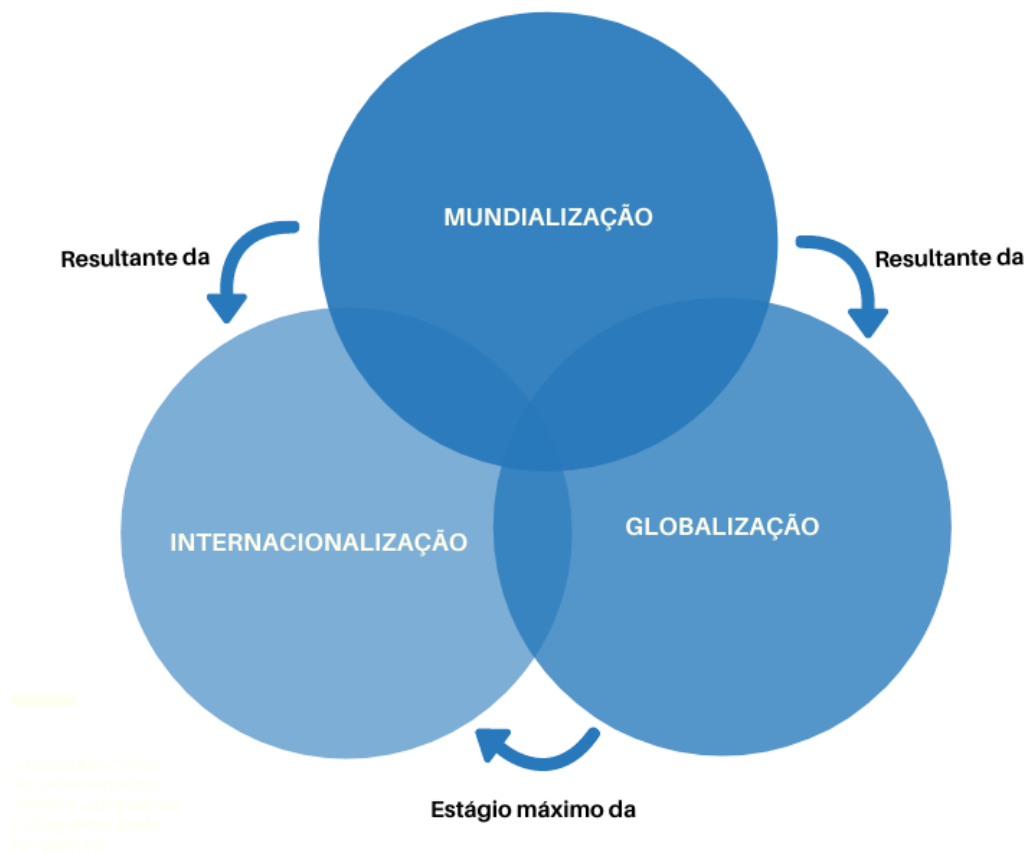 MUNDIALIZAÇÃO
Resultante da
Resultante da
INTERNACIONALIZAÇÃO
GLOBALIZAÇÃO
Estágio máximo da